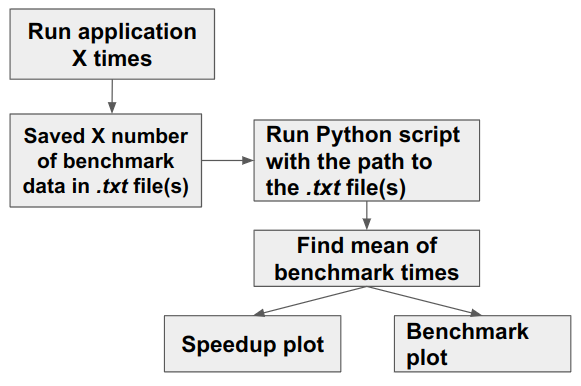 Run application
X times
Saved X number
of benchmark
data in .txt file(s)
Run Python script
with the path to
the .txt file(s)
Find mean of
benchmark times
Speedup plot
Benchmark
plot